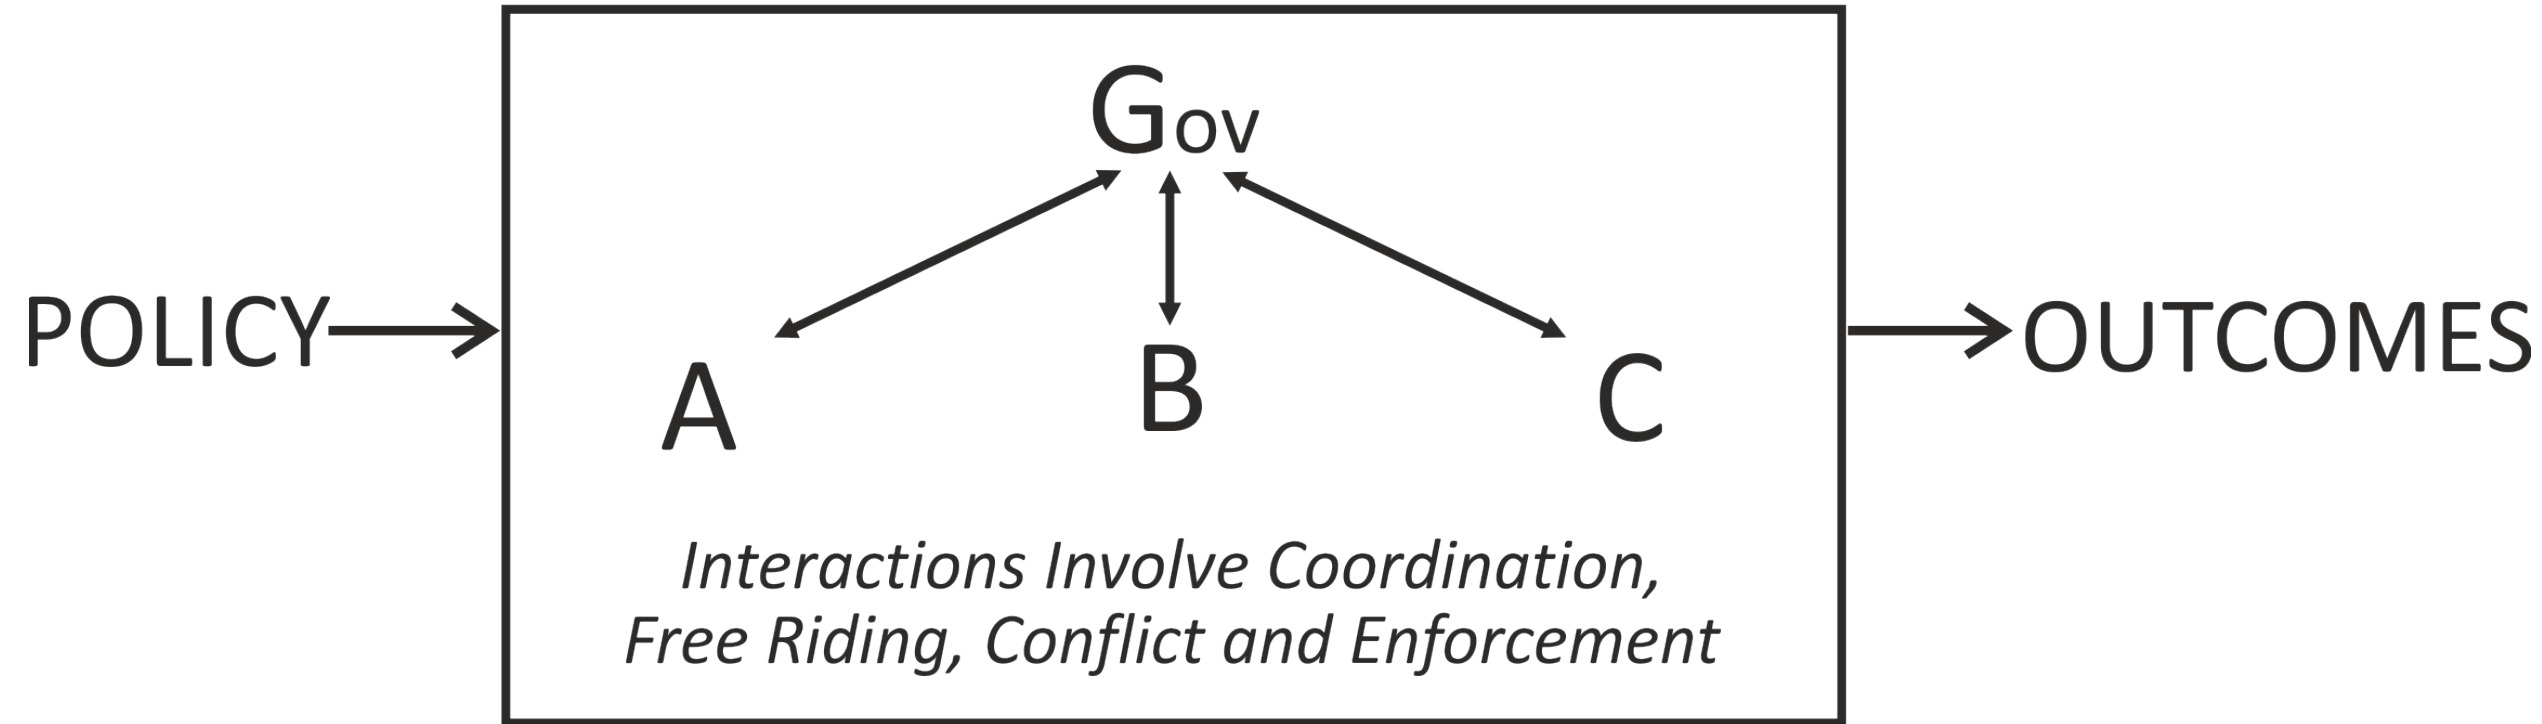 Gov
POLICY
OUTCOMES
A
B
C
Interactions Involve Coordination,
Free Riding, Conflict and Enforcement